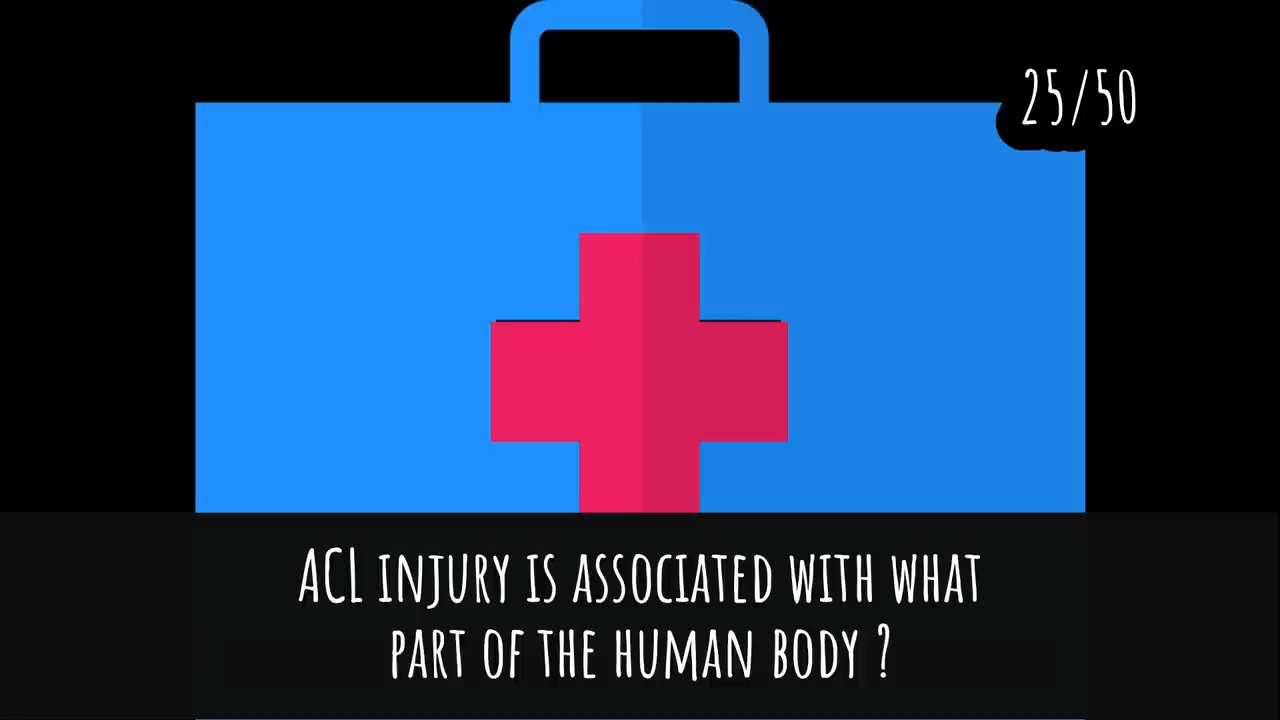 25/50
ACL INJURY IS ASSOCIATED WITH WHAT
PART OF THE HUMAN BODY ?